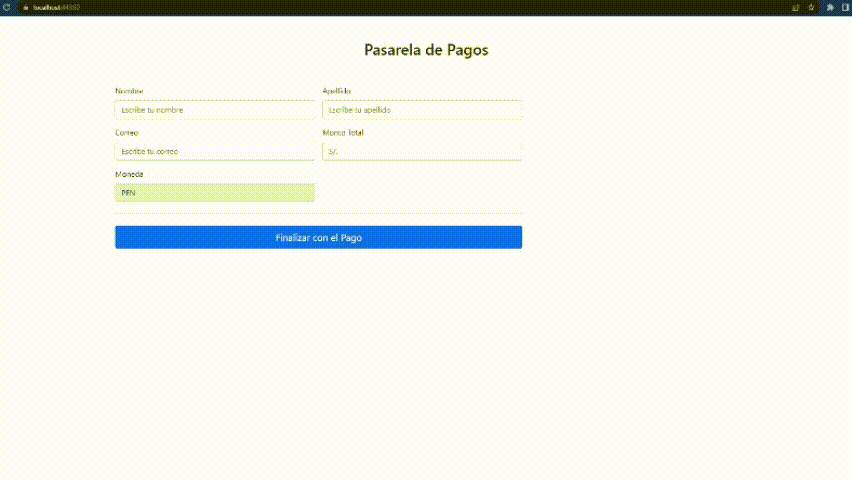 localhost:44392
Pasarela de Pagos
Nombre
Apellido
Escribe tu nombre
Escribe tu apellido
Correo
Monto Total
Escribe tu correo
S/.
Moneda
PEN
Finalizar con el Pago